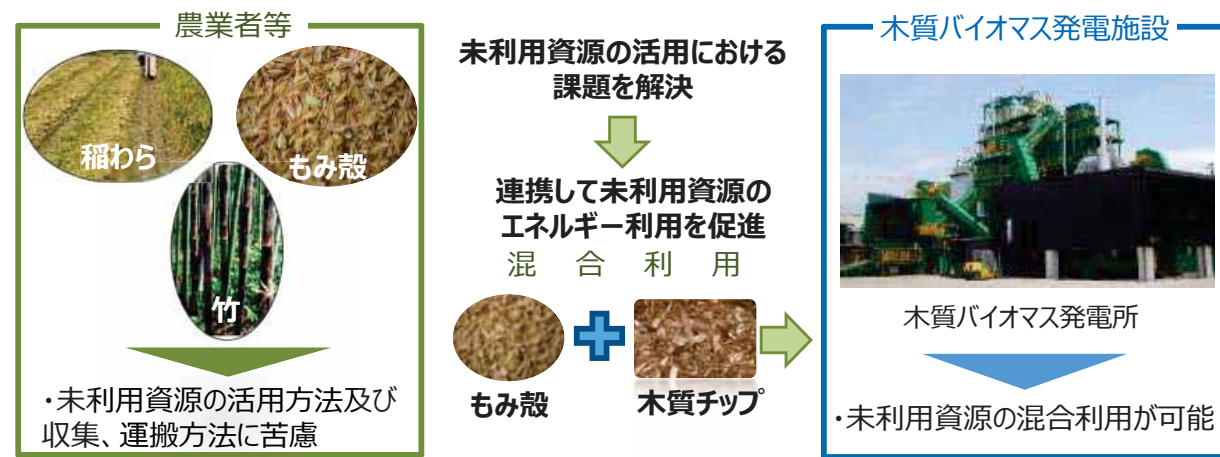 農業者等
稲わら
もみ殻
竹
・未利用資源の活用方法及び
収集、運搬方法に苦慮
未利用資源の活用における
課題を解決
連携して未利用資源の
エネルギー利用を促進
混合利用
もみ殻
木質チップ
木質バイオマス発電施設
木質バイオマス発電所
・未利用資源の混合利用が可能